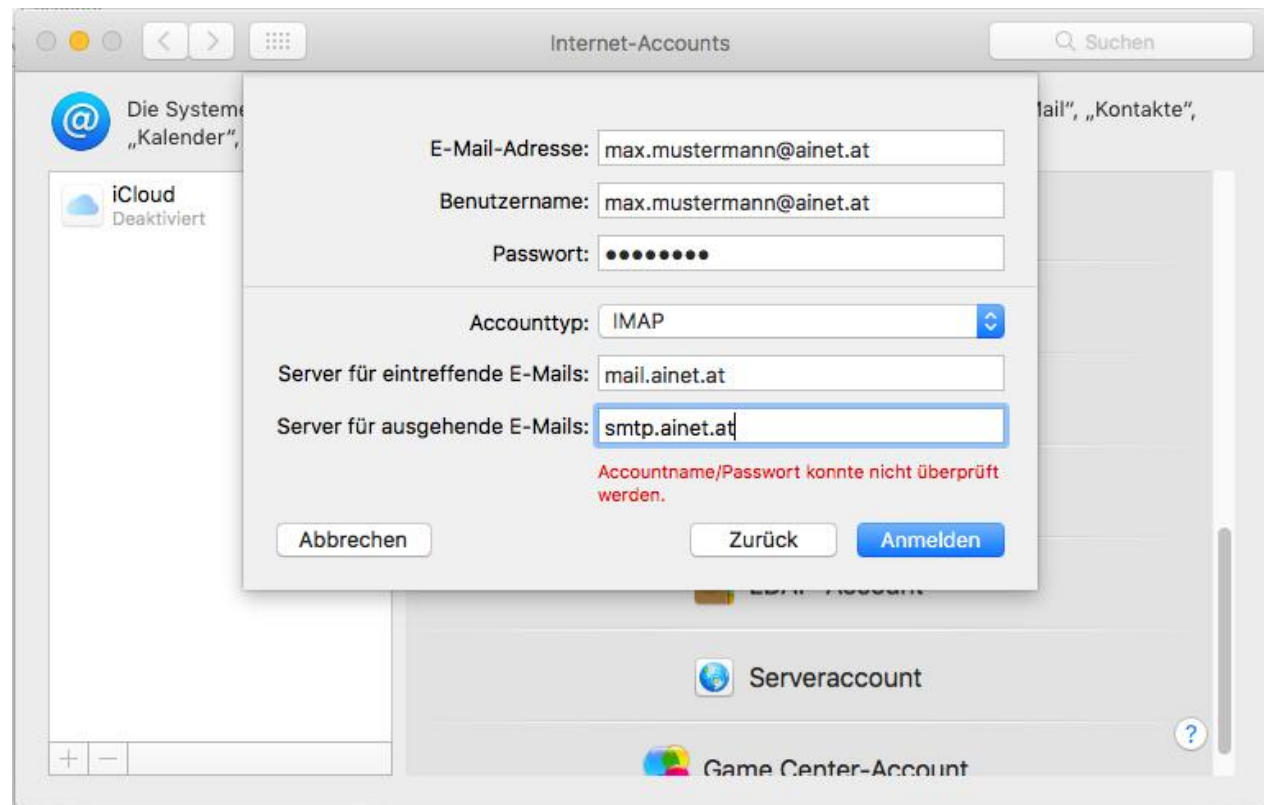 Internet-Accounts
Suchen
Die Systeme
ail“, „Kontakte“,
„Kalender“,
iCloud
Deaktiviert
E-Mail-Adresse: max.mustermann@ainet.at
Benutzername: max.mustermann@ainet.at
Passwort: ●●●●●●●●
Accounttyp: IMAP
Server für eintreffende E-Mails: mail.ainet.at
Server für ausgehende E-Mails: smtp.ainet.at
Accountname/Passwort konnte nicht überprüft
werden.
Abbrechen
Zurück
Anmelden
Serveraccount
?
Game Center-Account